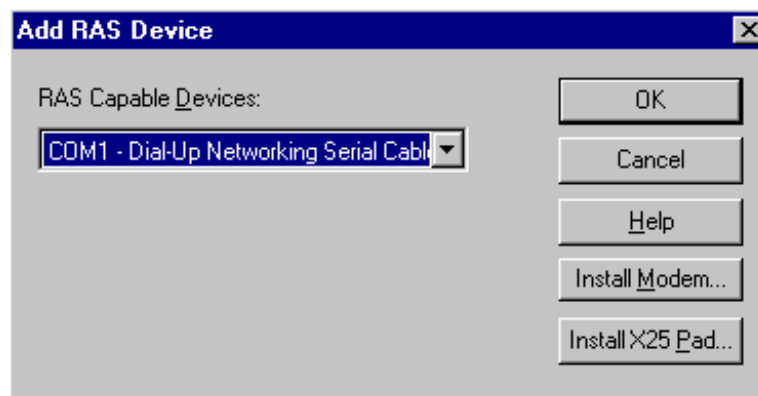 Add RAS Device
RAS Capable Devices:
COM1 - Dial-Up Networking Serial Cabl
OK
Cancel
Help
Install Modem...
Install X25 Pad...